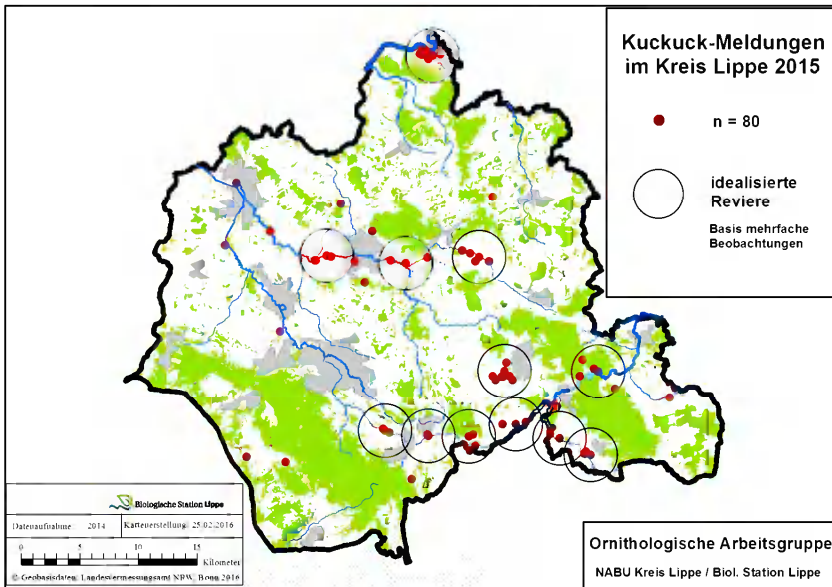 Kuckuck-Meldungen
im Kreis Lippe 2015
n = 80
idealisierte
Reviere
Basis mehrfache
Beobachtungen
Biologische Station Lippe
Datenaufnahme: 2014 Kartenerstellung: 25.02.2016
0 5 10 15
Kilometer
© Geobasisdaten: Landesvermessungsamt NRW, Bonn 2016
Ornithologische Arbeitsgruppe
NABU Kreis Lippe / Biol. Station Lippe